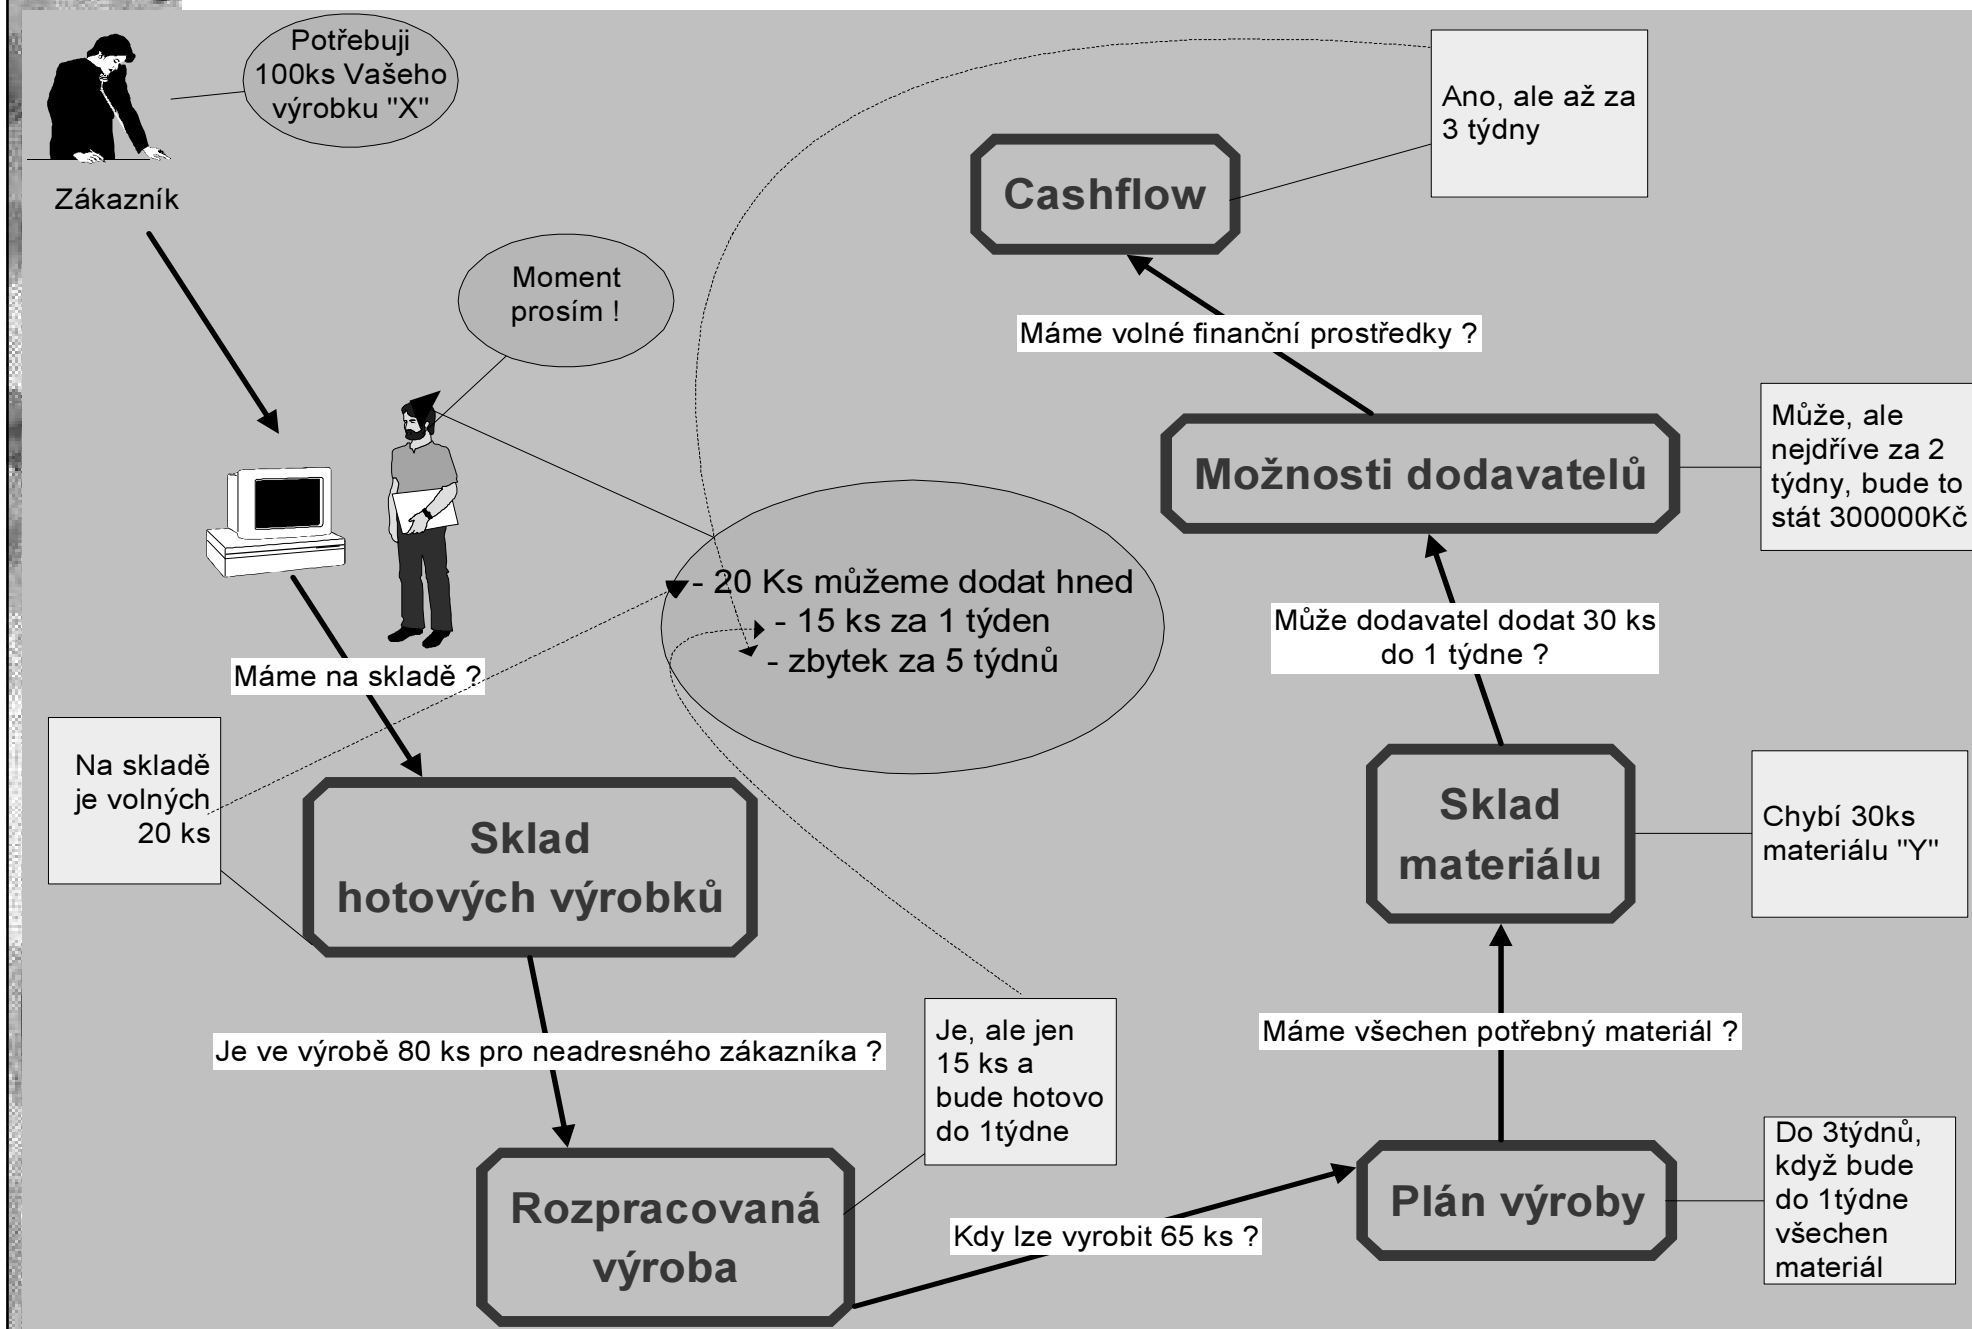 Potřebuji
100ks Vašeho
výrobku "X"
Zákazník
Moment
prosím !
Ano, ale až za
3 týdny
Cashflow
Máme volné finanční prostředky ?
Může, ale
nejdříve za 2
týdny, bude to
stát 300000Kč
Možnosti dodavatelů
- 20 Ks můžeme dodat hned
- 15 ks za 1 týden
- zbytek za 5 týdnů
Může dodavatel dodat 30 ks
do 1 týdne ?
Máme na skladě ?
Na skladě
je volných
20 ks
Sklad
hotových výrobků
Sklad
materiálu
Chybí 30ks
materiálu "Y"
Je ve výrobě 80 ks pro neadresného zákazníka ?
Je, ale jen
15 ks a
bude hotovo
do 1týdne
Máme všechen potřebný materiál ?
Rozpracovaná
výroba
Kdy lze vyrobit 65 ks ?
Plán výroby
Do 3týdnů,
když bude
do 1týdne
všechen
materiál